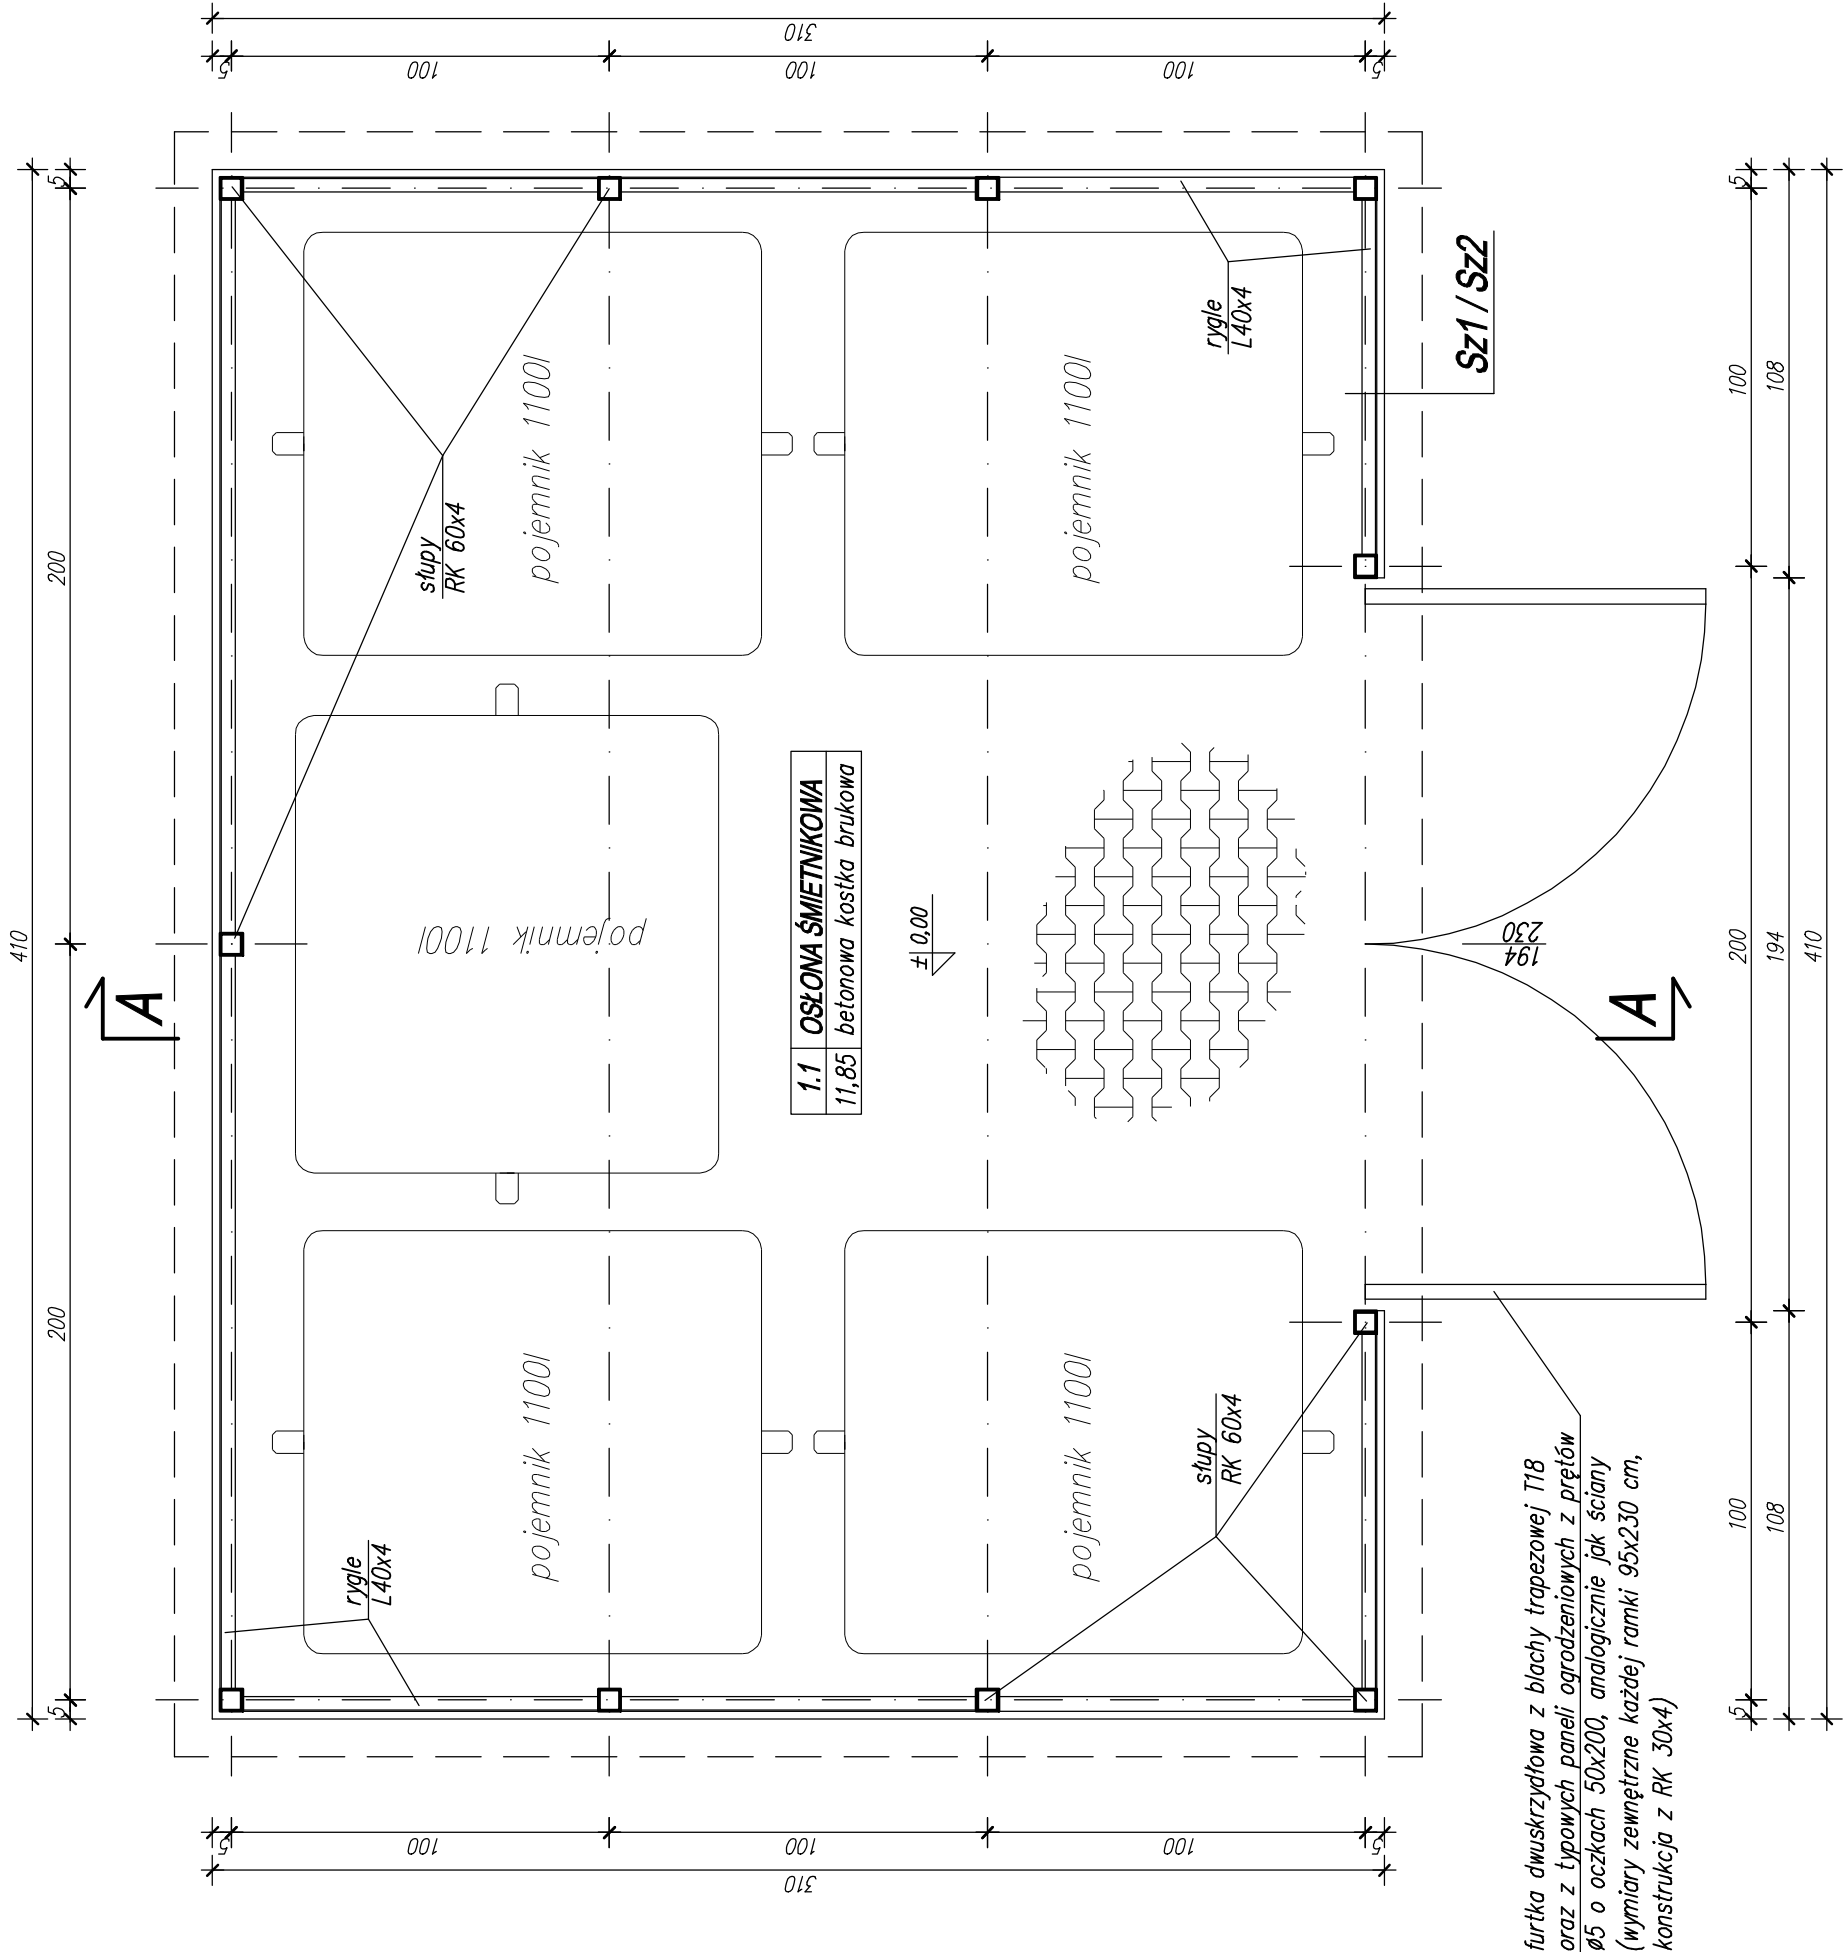 410
200
200
5
5
310
5
100
100
100
5
A
słupy
RK 60x4
rygle
L40x4
pojemnik 1100l
pojemnik 1100l
pojemnik 1100l
pojemnik 1100l
pojemnik 1100l
rygle
L40x4
słupy
RK 60x4
1.1 OSŁONA ŚMIETNIKOWA
11,85 betonowa kostka brukowa
± 0,00
Sz1 / Sz2
194
230
A
furtka dwuskrzydłowa z blachy trapezowej T18
oraz z typowych paneli ogrodzeniowych z prętów
ø5 o oczkach 50x200, analogicznie jak ściany
(wymiary zewnętrzne każdej ramki 95x230 cm,
konstrukcja z RK 30x4)
5
100
200
100
5
108
194
108
410
5
100
100
100
5
310